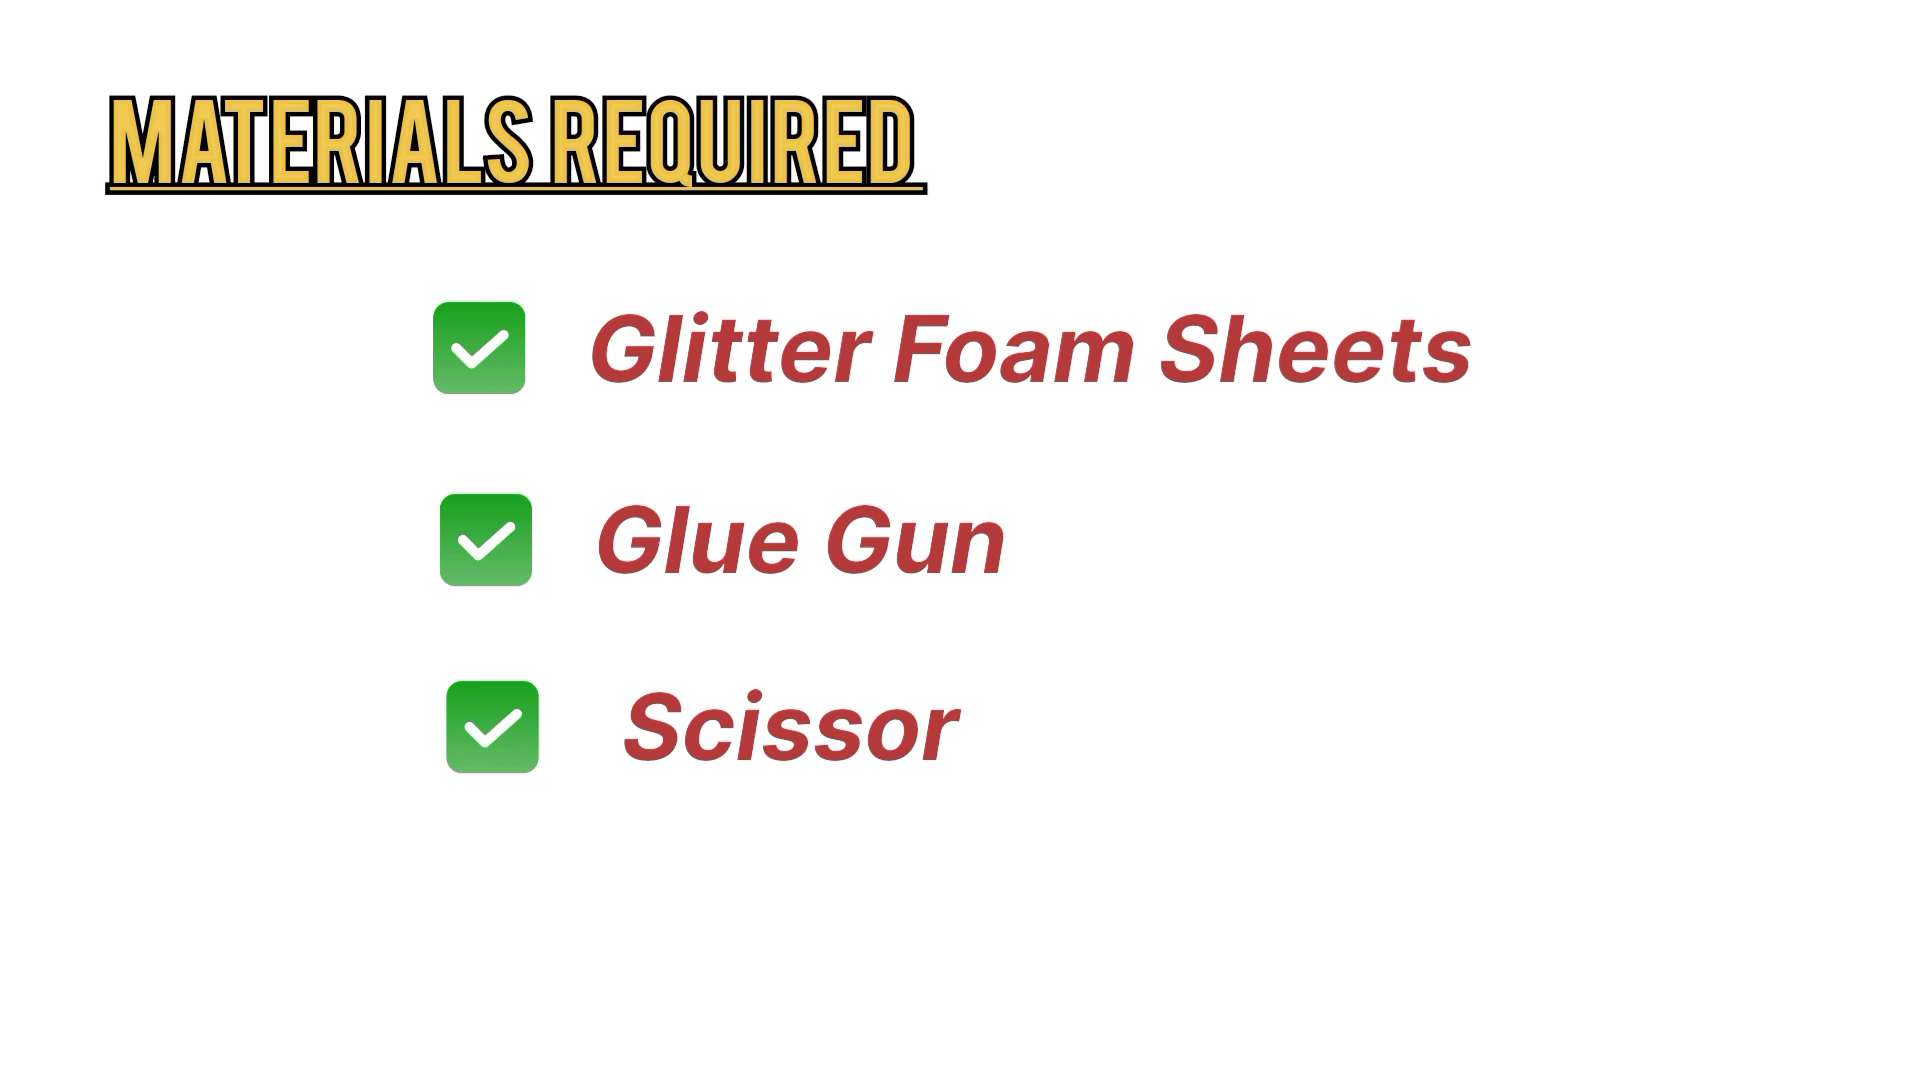 MATERIALS REQUIRED
✅ Glitter Foam Sheets
✅ Glue Gun
✅ Scissor